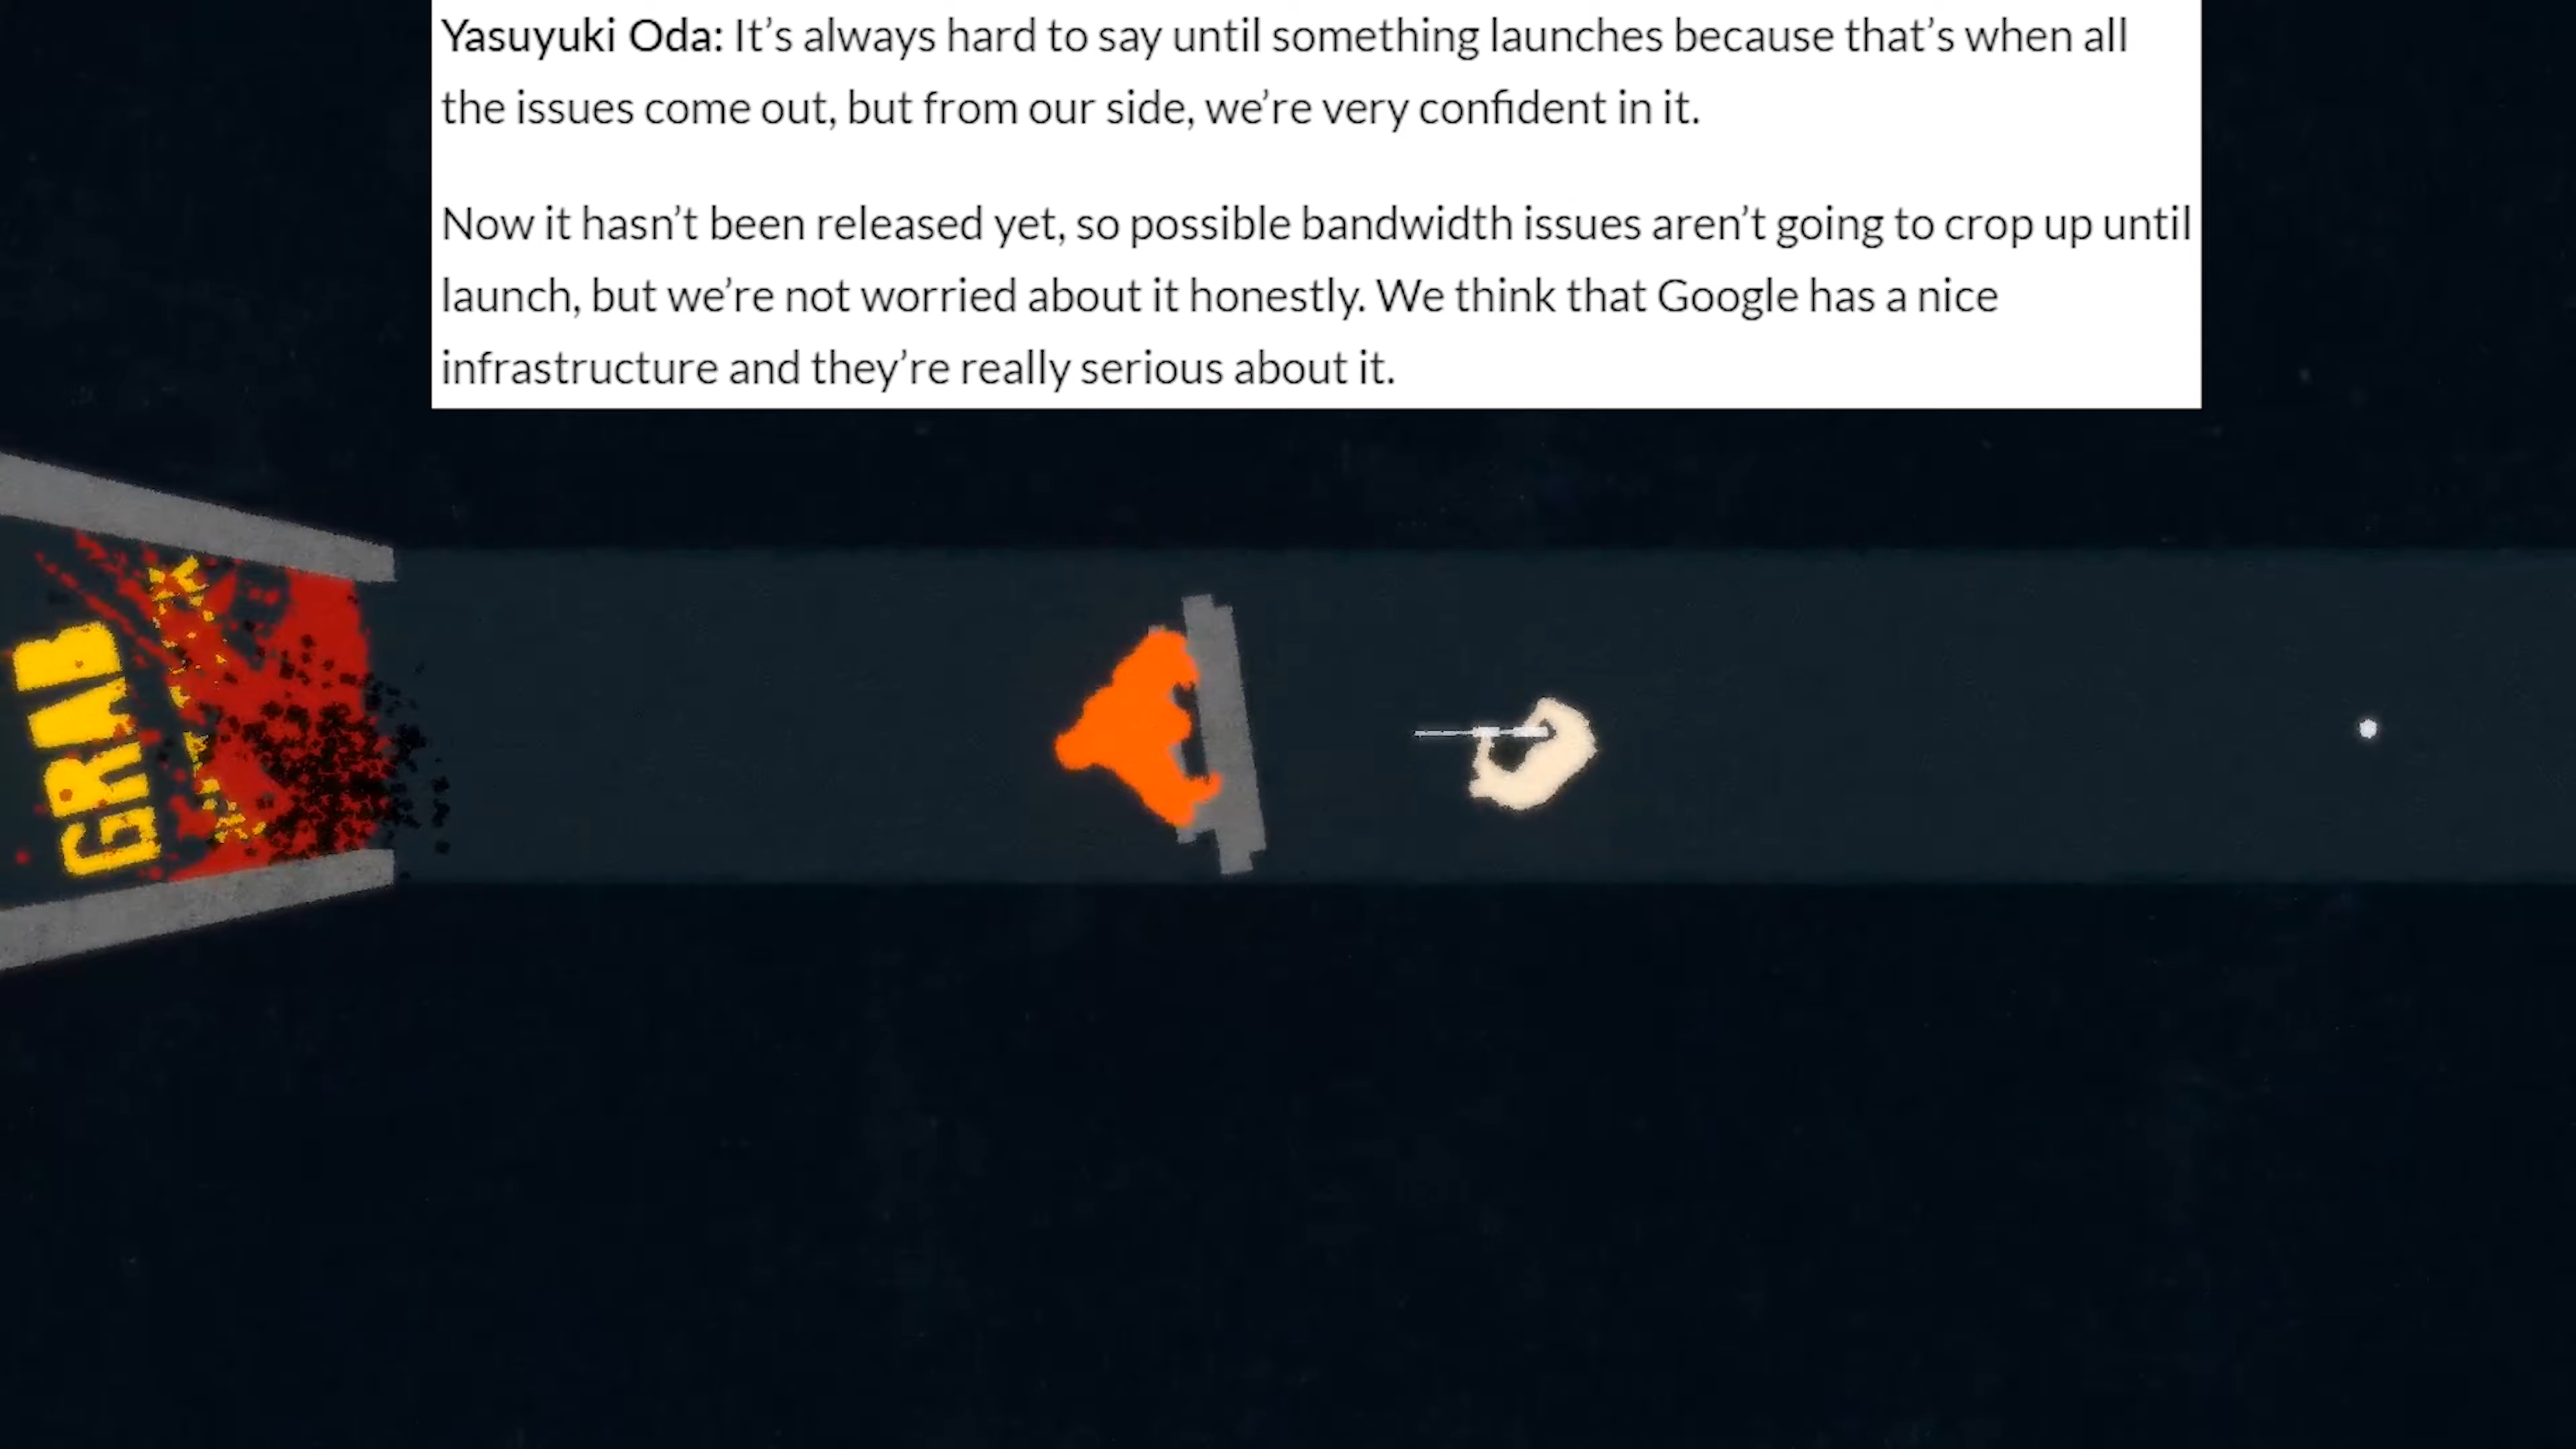 Yasuyuki Oda: It’s always hard to say until something launches because that’s when all
the issues come out, but from our side, we’re very confident in it.
Now it hasn’t been released yet, so possible bandwidth issues aren’t going to crop up until
launch, but we’re not worried about it honestly. We think that Google has a nice
infrastructure and they’re really serious about it.
GRAB